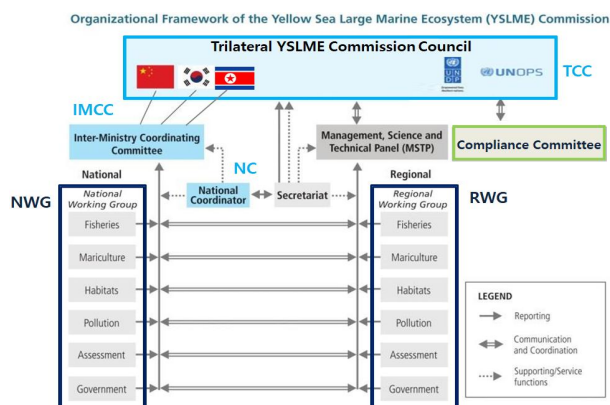 Organizational Framework of the Yellow Sea Large Marine Ecosystem (YSLME) Commission
Trilateral YSLME Commission Council
UN
DP
UNOPS
TCC
IMCC
Inter-Ministry Coordinating
Committee
Management, Science and
Technical Panel (MSTP)
Compliance Committee
NC
National
Regional
National
Coordinator
Secretariat
NWG
RWG
National
Working Group
Regional
Working Group
Fisheries
Fisheries
Mariculture
Mariculture
Habitats
Habitats
Pollution
Pollution
Assessment
Assessment
Government
Government
LEGEND
Reporting
Communication
and Coordination
Supporting/Service
functions